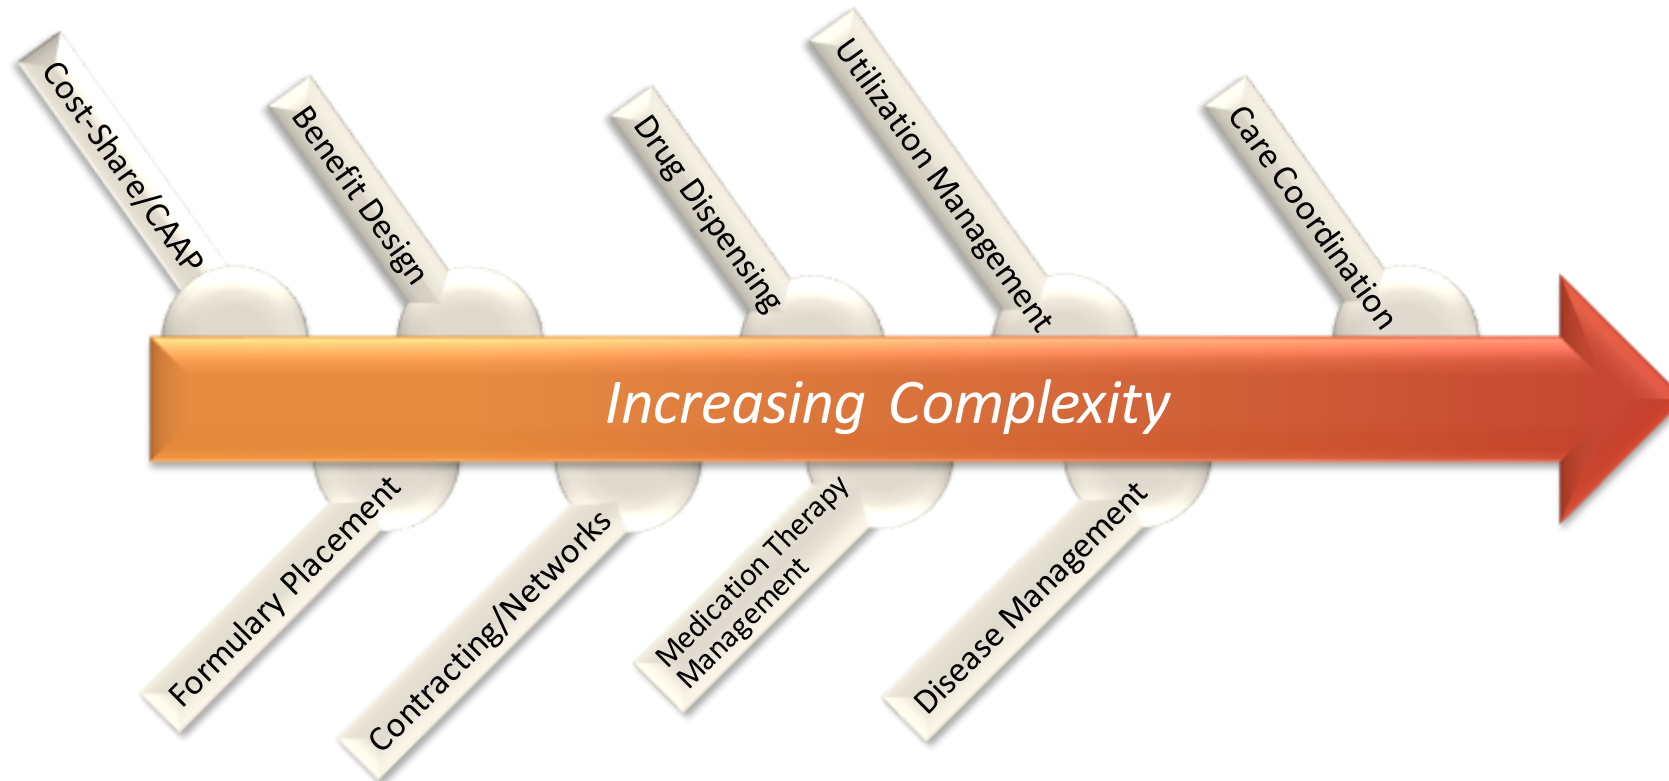 Cost-Share/CAAP
Benefit Design
Drug Dispensing
Utilization Management
Care Coordination
Increasing Complexity
Formulary Placement
Contracting/Networks
Medication Therapy
Management
Disease Management